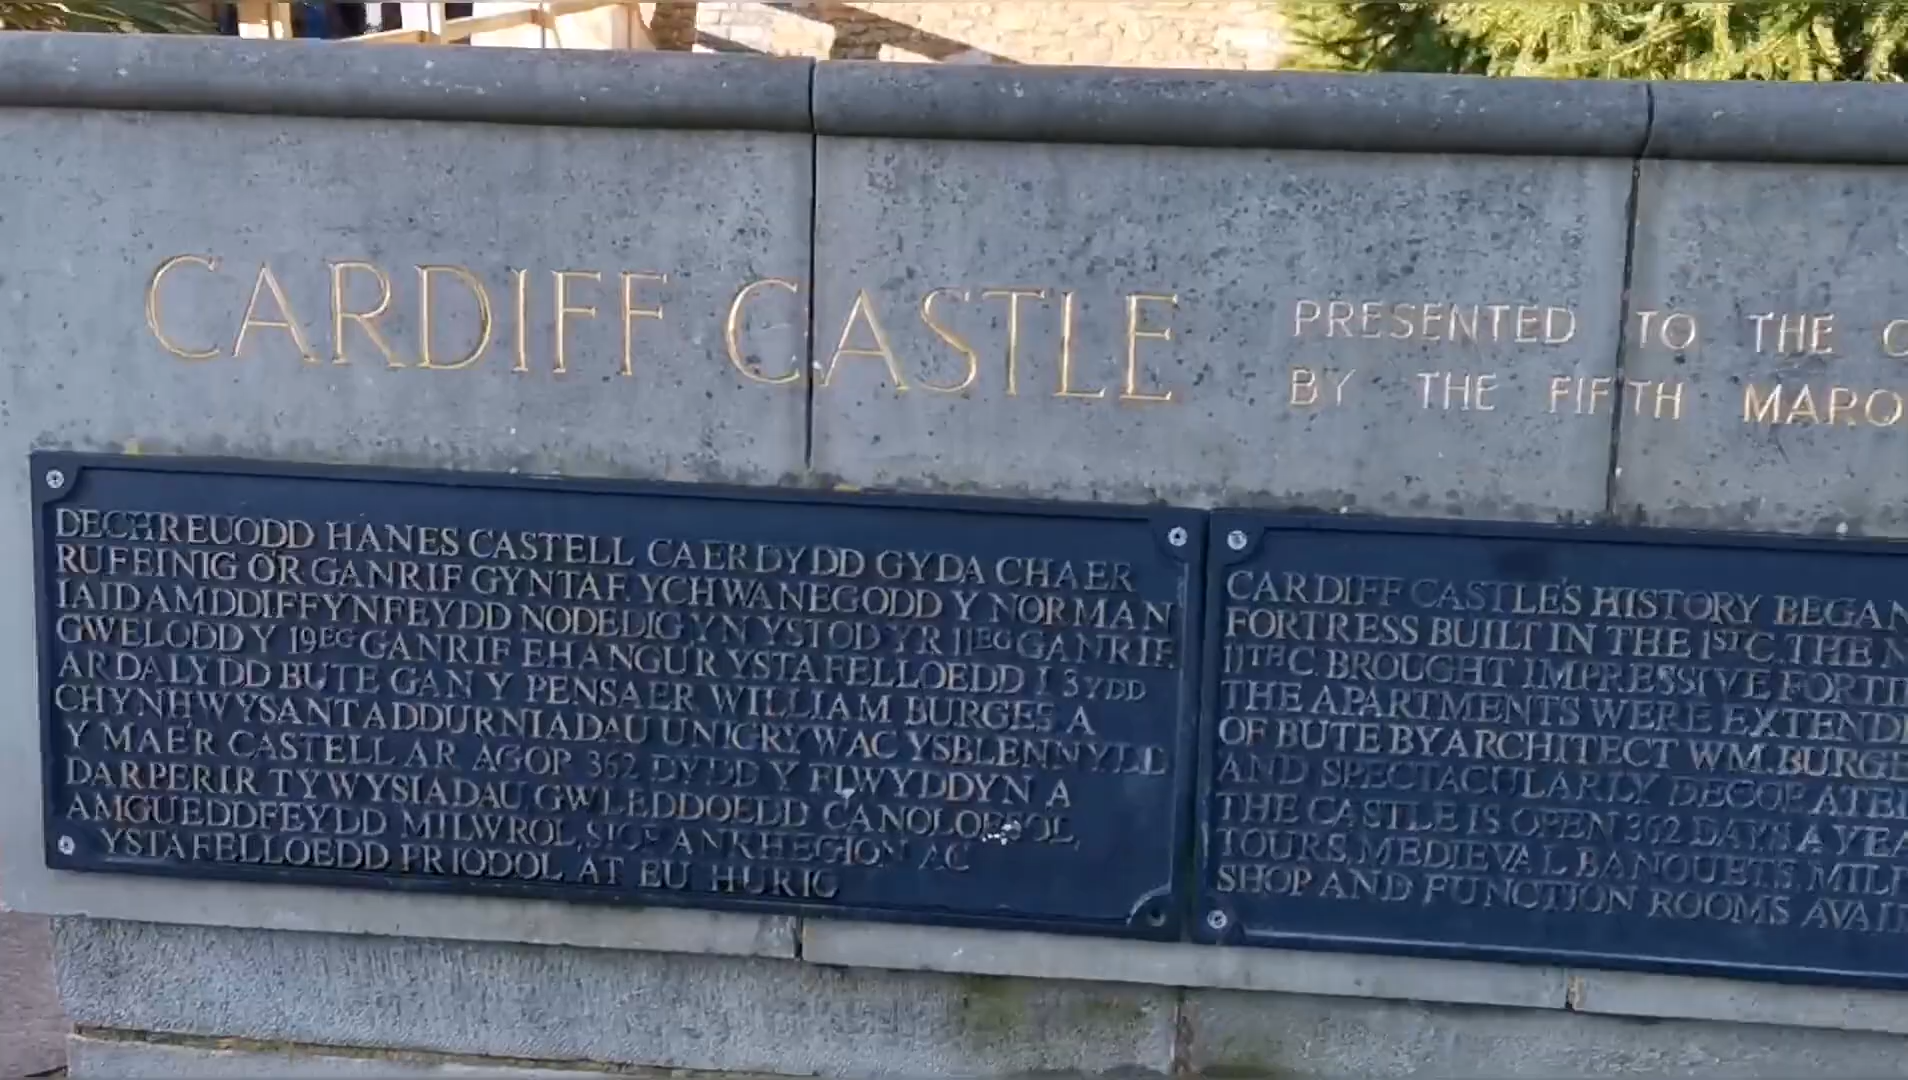 CARDIFF CASTLE
PRESENTED TO THE C
BY THE FIFTH MARQ
DECHREUODD HANES CASTELL CAERDYDD GYDA CHAER
RUFEINIG O'R GANRIF GYNTAF. YCHWANEGODD Y NORMAN
IAID AMDDIFFYNFEYDD NODEDIG YN YSTOD YR 11EG GANRIF
GWELODD Y 19EG GANRIF EHANGU'R YSTAFELLOEDD I 3YDD
ARDALYDD BUTE GAN Y PENSAER WILLIAM BURGES A
CHYNHWYSANT ADDURNIADAU UNIGRYW AC YSBLENNYDD
Y MAE'R CASTELL AR AGOR 362 DYDD Y FLWYDDYN A
DARPERIR TYWYSIADAU GWLEDDOEDD CANOLOESOL,
AMGUEDDFEYDD MILWROL, SIOP ANRHEGION AC
YSTAFELLOEDD PRIODOL AT EU HURIO
CARDIFF CASTLE'S HISTORY BEGAN
FORTRESS BUILT IN THE 1ST C. THE N
11TH C. BROUGHT IMPRESSIVE FORTI
THE APARTMENTS WERE EXTENDE
OF BUTE BY ARCHITECT WM. BURGE
AND SPECTACULARLY DECORATE
THE CASTLE IS OPEN 362 DAYS A YEA
TOURS, MEDIEVAL BANQUETS, MILI
SHOP AND FUNCTION ROOMS AVAIL